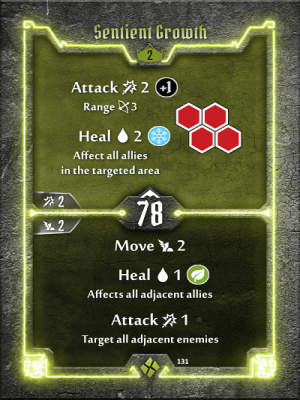 Sentient Growth
2
Attack 2 +1
Range 3
Heal 2
Affect all allies
in the targeted area
2
78
2
Move 2
Heal 1
Affects all adjacent allies
Attack 1
Target all adjacent enemies
131